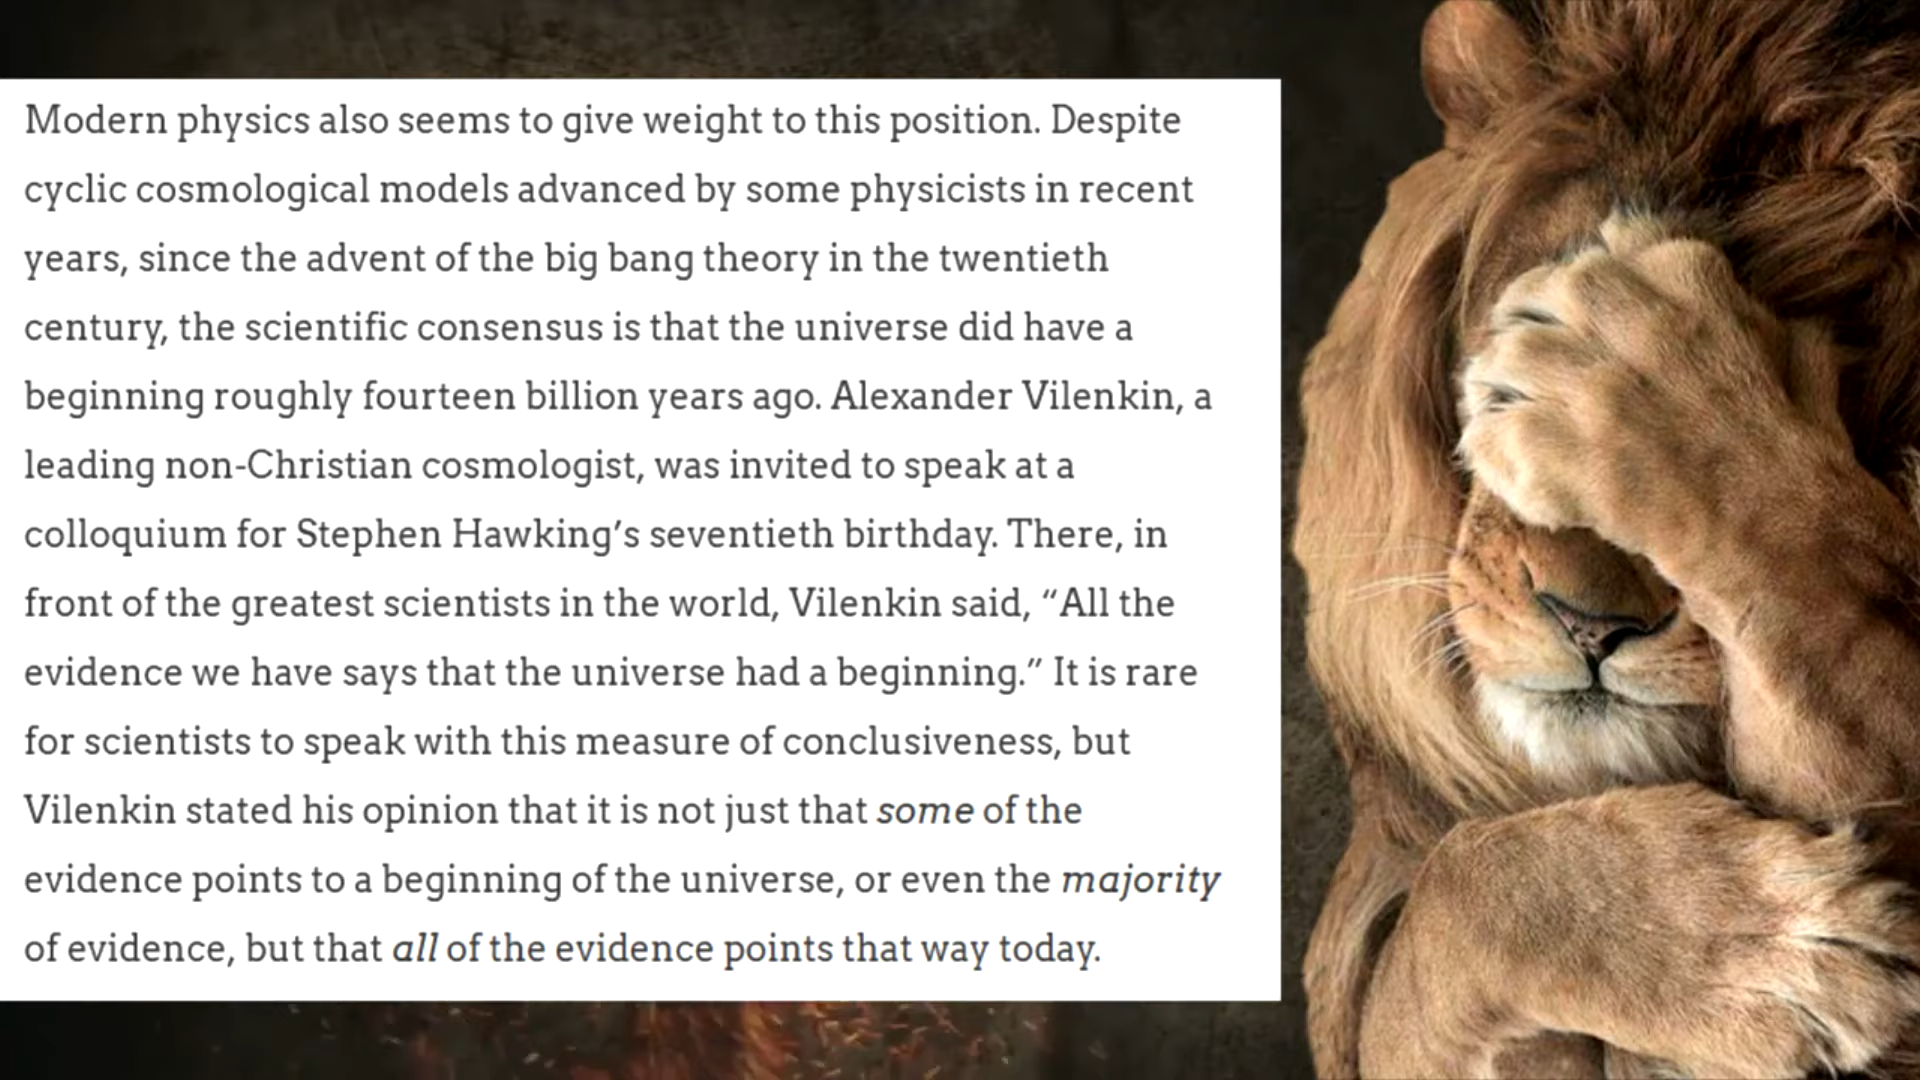 Modern physics also seems to give weight to this position. Despite
cyclic cosmological models advanced by some physicists in recent
years, since the advent of the big bang theory in the twentieth
century, the scientific consensus is that the universe did have a
beginning roughly fourteen billion years ago. Alexander Vilenkin, a
leading non-Christian cosmologist, was invited to speak at a
colloquium for Stephen Hawking’s seventieth birthday. There, in
front of the greatest scientists in the world, Vilenkin said, “All the
evidence we have says that the universe had a beginning.” It is rare
for scientists to speak with this measure of conclusiveness, but
Vilenkin stated his opinion that it is not just that some of the
evidence points to a beginning of the universe, or even the majority
of evidence, but that all of the evidence points that way today.